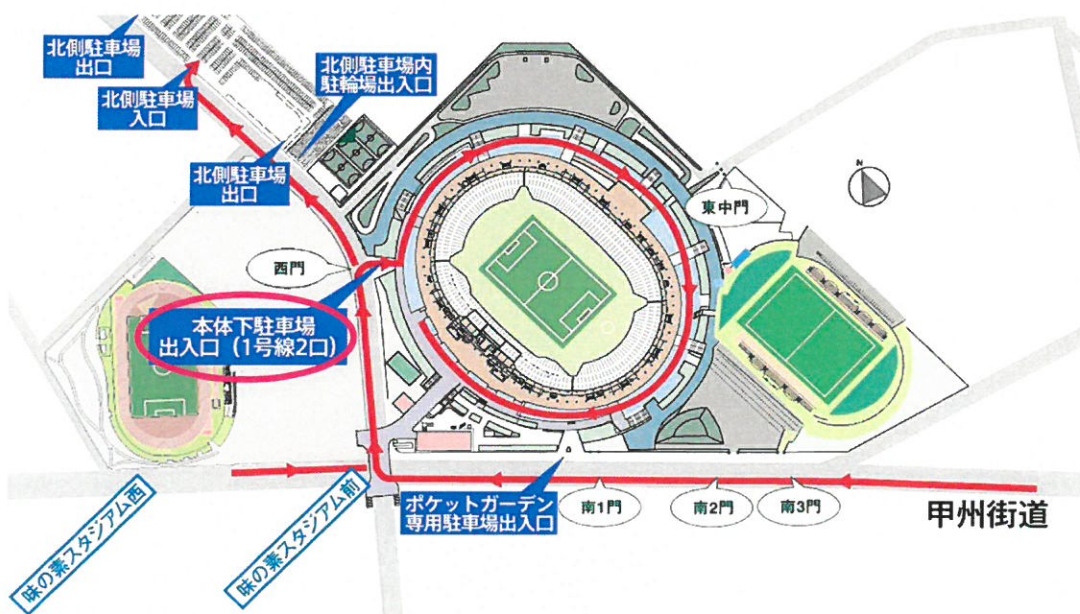 北側駐車場
出口
北側駐車場
入口
北側駐車場内
駐輪場出入口
北側駐車場
出口
N
東中門
西門
本体下駐車場
出入口（1号線2口）
ポケットガーデン
専用駐車場出入口
南1門
南2門
南3門
甲州街道
味の素スタジアム西
味の素スタジアム前